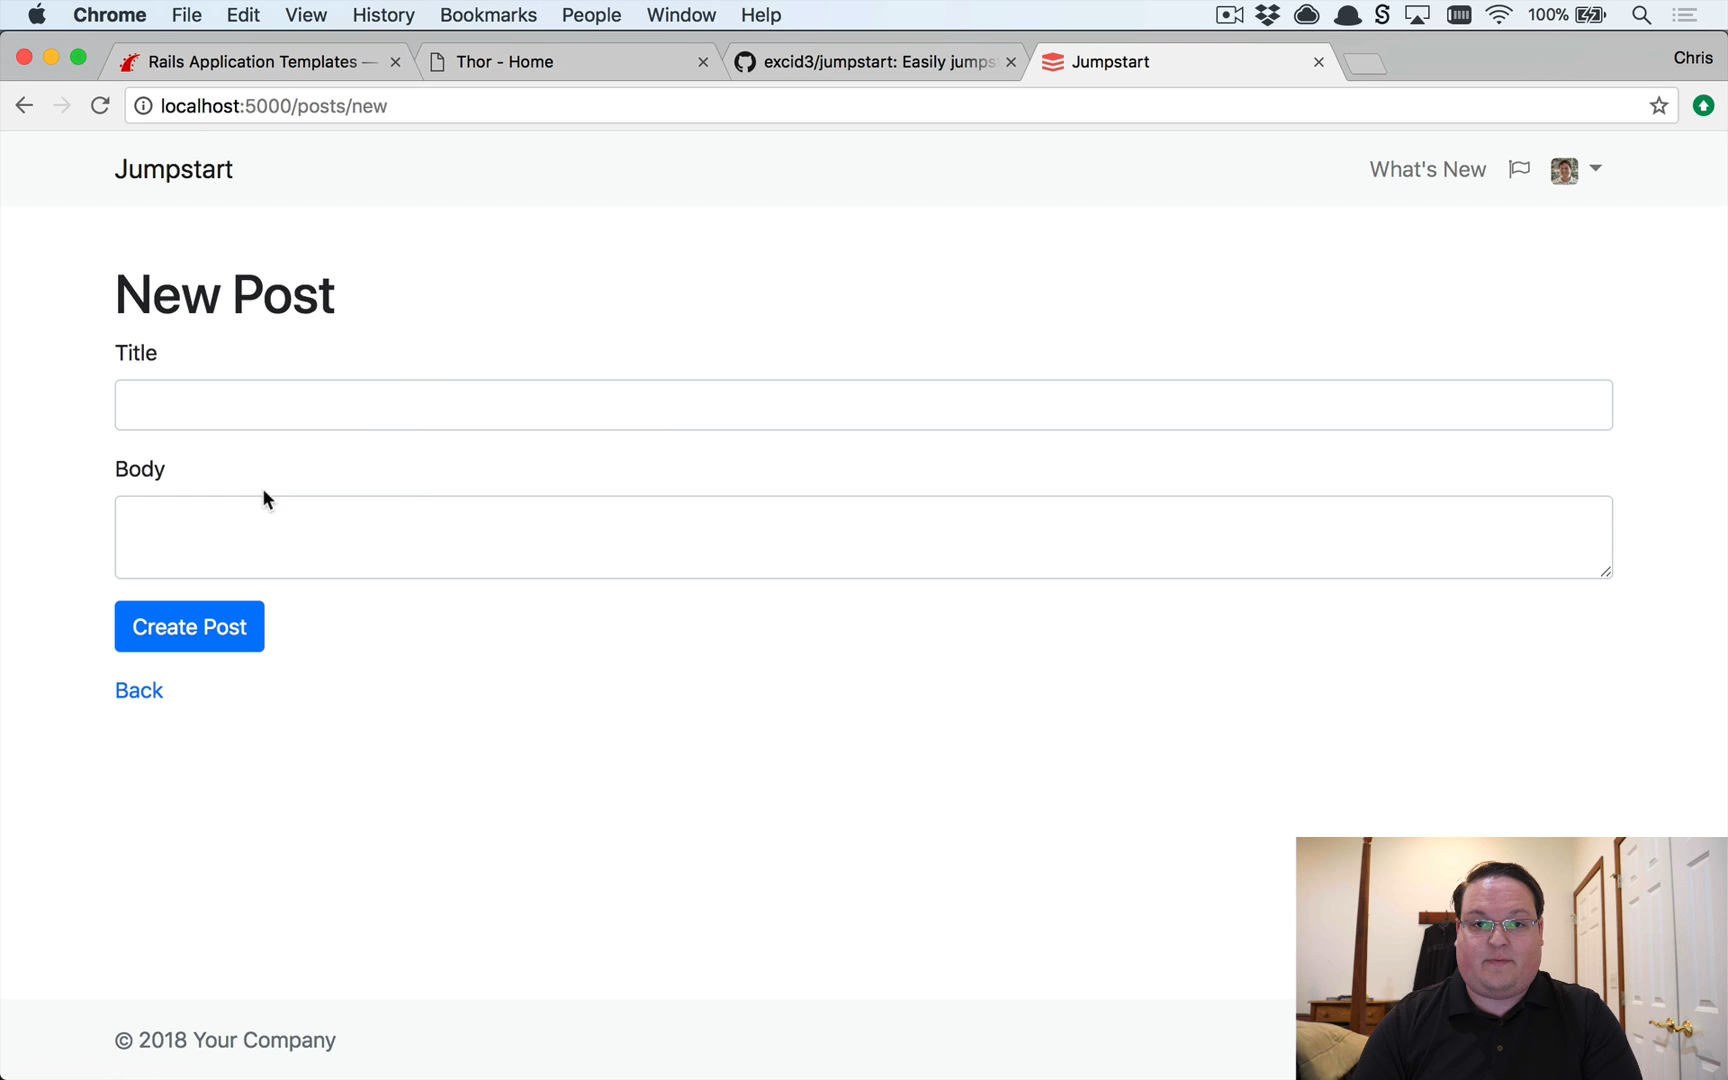 Chrome File Edit View History Bookmarks People Window Help 100%
Rails Application Templates — Thor - Home excid3/jumpstart: Easily jumps Jumpstart Chris
localhost:5000/posts/new
Jumpstart What's New
New Post
Title
Body
Create Post
Back
© 2018 Your Company